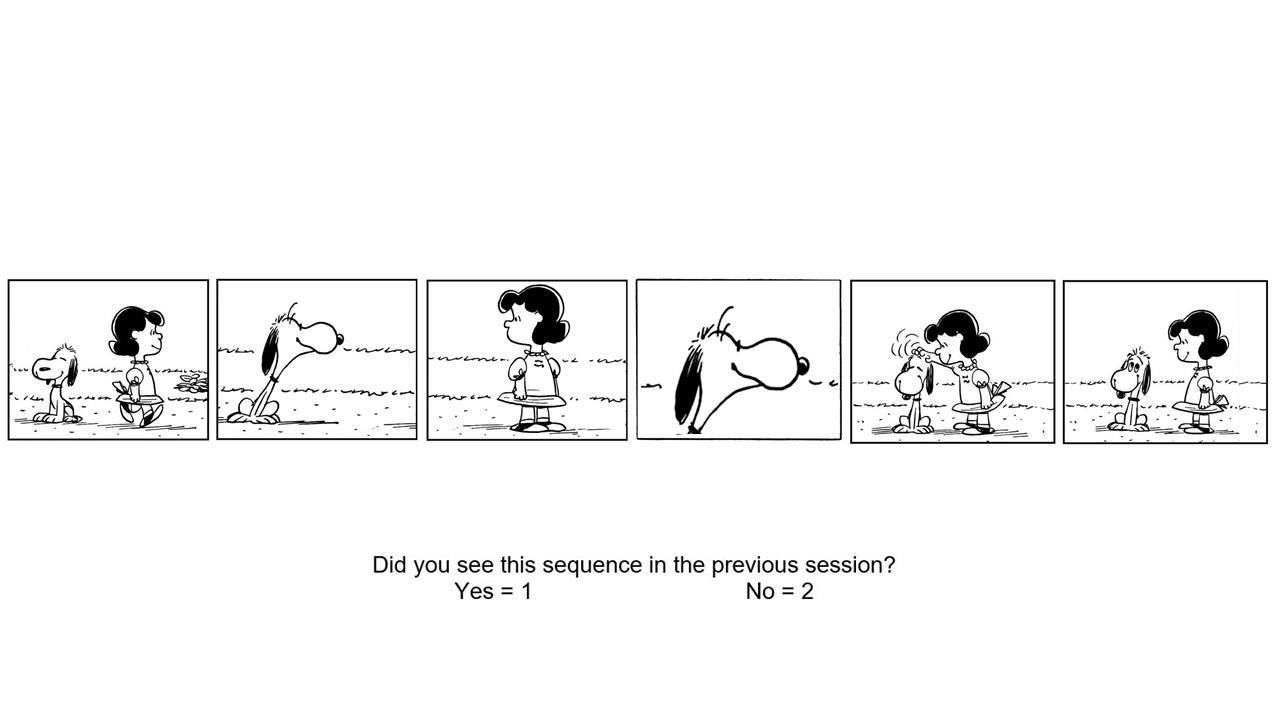 Did you see this sequence in the previous session?
Yes = 1 No = 2